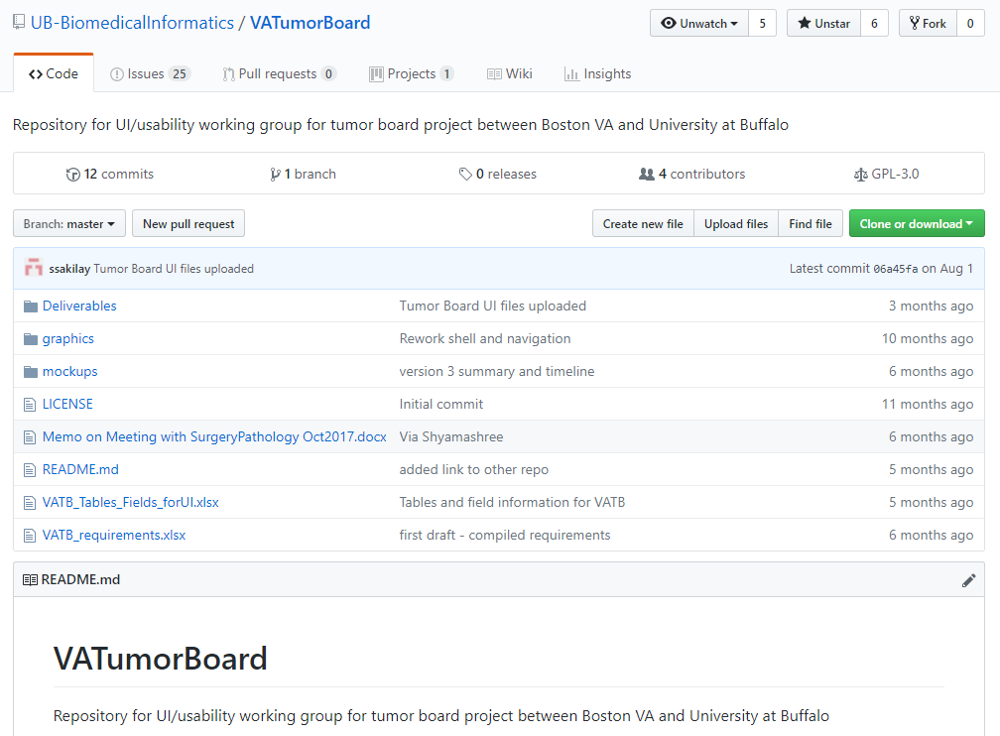 UB-BiomedicalInformatics / VATumorBoard Unwatch 5 Unstar 6 Fork 0
Code Issues 25 Pull requests 0 Projects 1 Wiki Insights
Repository for UI/usability working group for tumor board project between Boston VA and University at Buffalo
12 commits 1 branch 0 releases 4 contributors GPL-3.0
Branch: master New pull request Create new file Upload files Find file Clone or download
ssakilay Tumor Board UI files uploaded Latest commit 06a45fa on Aug 1
Deliverables Tumor Board UI files uploaded 3 months ago
graphics Rework shell and navigation 10 months ago
mockups version 3 summary and timeline 6 months ago
LICENSE Initial commit 11 months ago
Memo on Meeting with SurgeryPathology Oct2017.docx Via Shyamashree 6 months ago
README.md added link to other repo 5 months ago
VATB_Tables_Fields_forUI.xlsx Tables and field information for VATB 5 months ago
VATB_requirements.xlsx first draft - compiled requirements 6 months ago
README.md
VATumorBoard
Repository for UI/usability working group for tumor board project between Boston VA and University at Buffalo